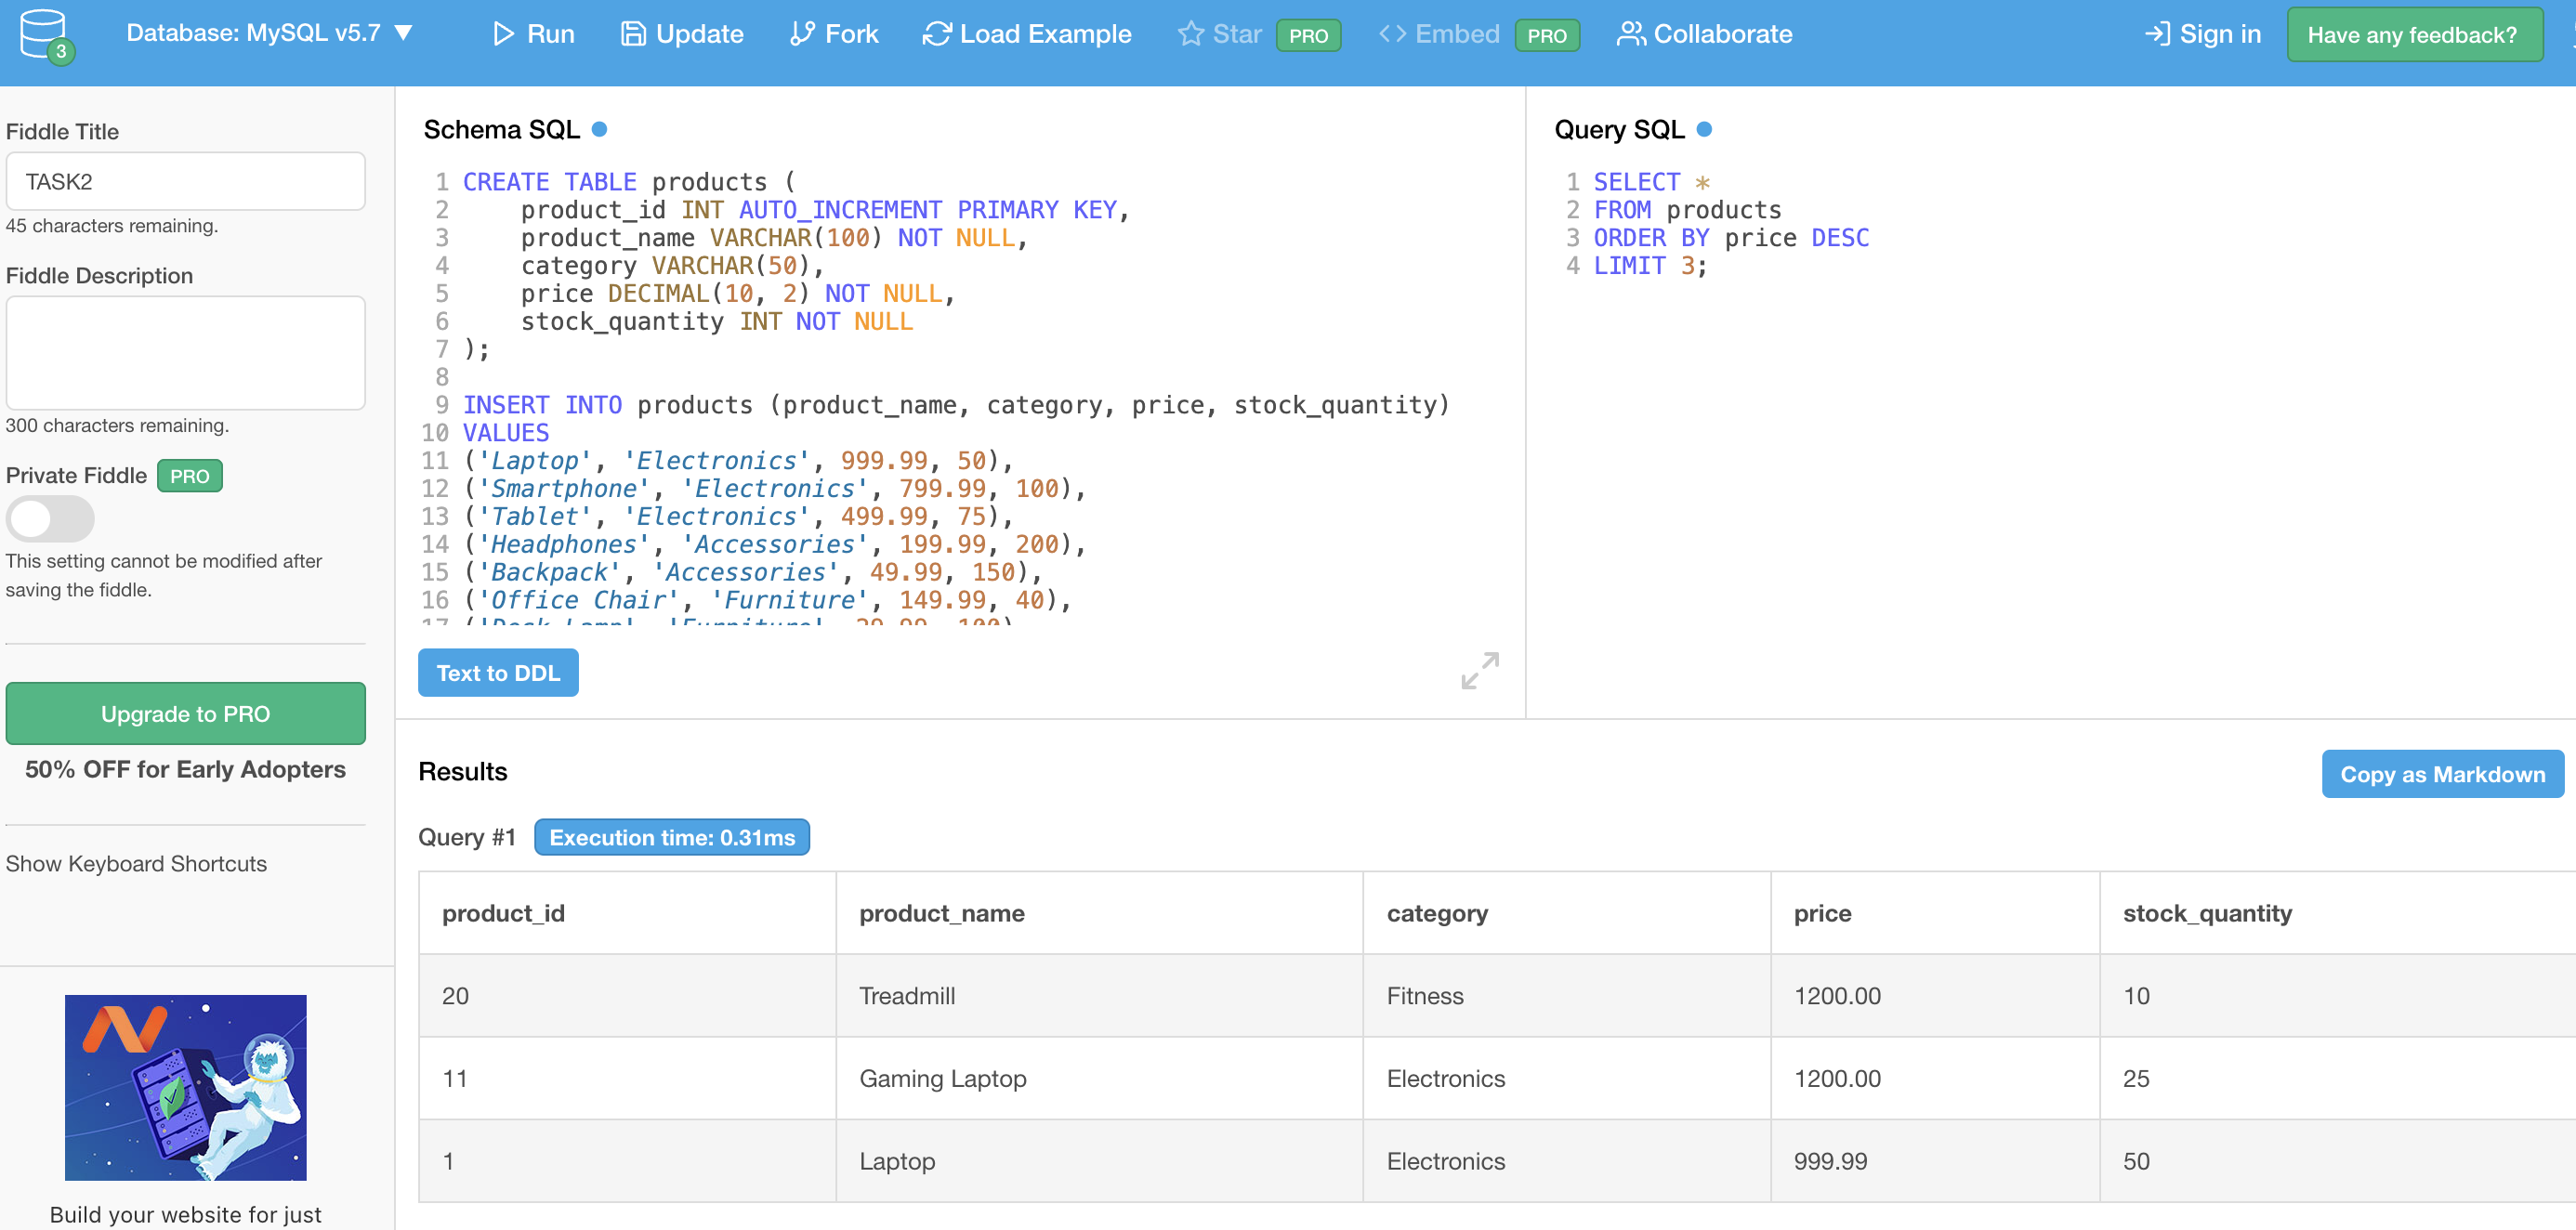 3
Database: MySQL v5.7 ▼
Run
Update
Fork
Load Example
Star PRO
Embed PRO
Collaborate
Sign in
Have any feedback?
Fiddle Title
TASK2
45 characters remaining.
Fiddle Description
300 characters remaining.
Private Fiddle PRO
This setting cannot be modified after
saving the fiddle.
Upgrade to PRO
50% OFF for Early Adopters
Show Keyboard Shortcuts
Build your website for just
Schema SQL
1 CREATE TABLE products (
2     product_id INT AUTO_INCREMENT PRIMARY KEY,
3     product_name VARCHAR(100) NOT NULL,
4     category VARCHAR(50),
5     price DECIMAL(10, 2) NOT NULL,
6     stock_quantity INT NOT NULL
7 );
8
9 INSERT INTO products (product_name, category, price, stock_quantity)
10 VALUES
11 ('Laptop', 'Electronics', 999.99, 50),
12 ('Smartphone', 'Electronics', 799.99, 100),
13 ('Tablet', 'Electronics', 499.99, 75),
14 ('Headphones', 'Accessories', 199.99, 200),
15 ('Backpack', 'Accessories', 49.99, 150),
16 ('Office Chair', 'Furniture', 149.99, 40),
17 ('Desk Lamp', 'Furniture',
Text to DDL
Query SQL
1 SELECT *
2 FROM products
3 ORDER BY price DESC
4 LIMIT 3;
Results
Copy as Markdown
Query #1 Execution time: 0.31ms
product_id product_name category price stock_quantity
20 Treadmill Fitness 1200.00 10
11 Gaming Laptop Electronics 1200.00 25
1 Laptop Electronics 999.99 50